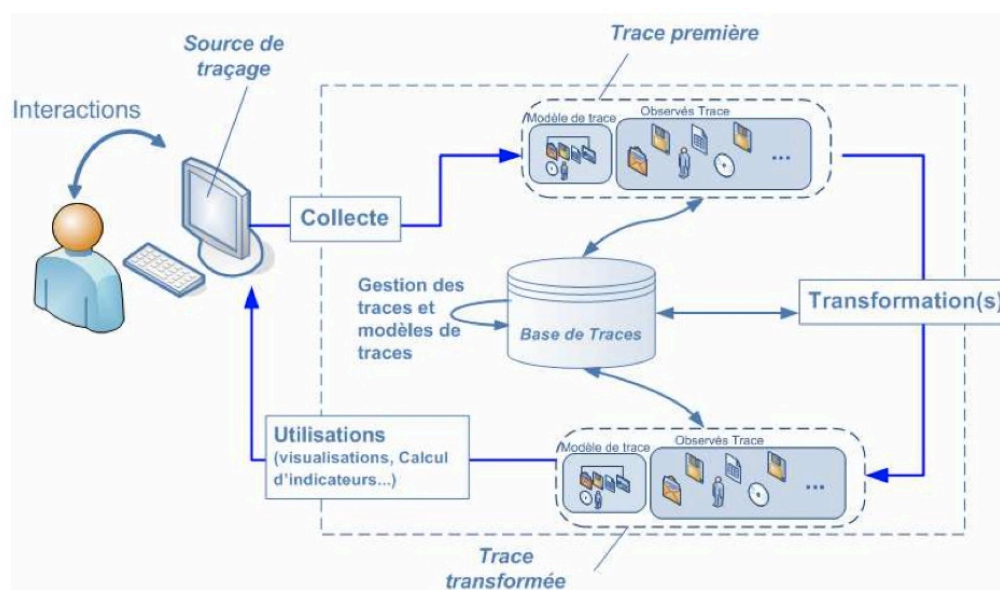 Trace première
Source de
traçage
Interactions
Modèle de trace
Observés Trace
...
Collecte
Gestion des
traces et
modèles de
traces
Base de Traces
Transformation(s)
Utilisations
(visualisations, Calcul
d'indicateurs...)
Modèle de trace
Observés Trace
...
Trace
transformée